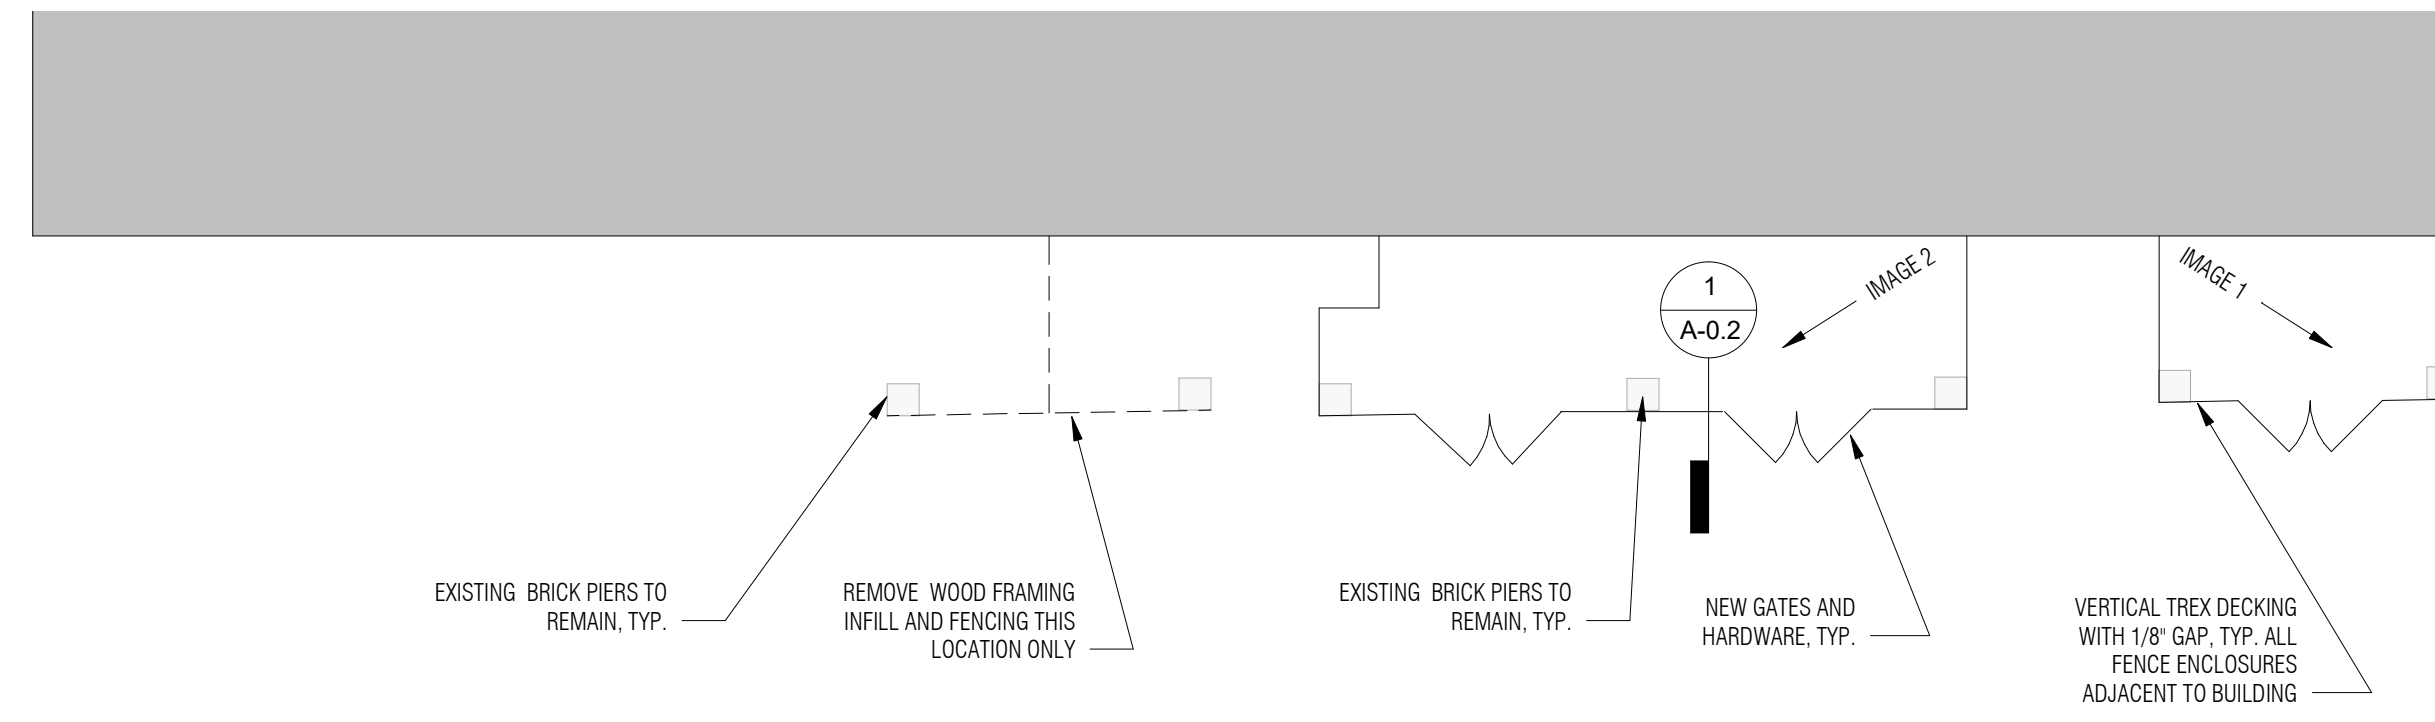 IMAGE 2
IMAGE 1
1
A-0.2
EXISTING BRICK PIERS TO
REMAIN, TYP.
REMOVE WOOD FRAMING
INFILL AND FENCING THIS
LOCATION ONLY
EXISTING BRICK PIERS TO
REMAIN, TYP.
NEW GATES AND
HARDWARE, TYP.
VERTICAL TREX DECKING
WITH 1/8" GAP, TYP. ALL
FENCE ENCLOSURES
ADJACENT TO BUILDING